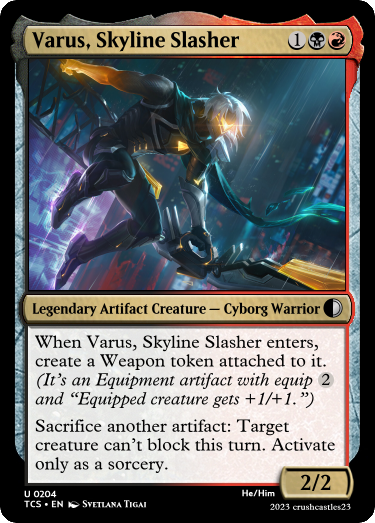 Varus, Skyline Slasher 1
Legendary Artifact Creature — Cyborg Warrior
When Varus, Skyline Slasher enters,
create a Weapon token attached to it.
(It's an Equipment artifact with equip 2
and “Equipped creature gets +1/+1.”)
Sacrifice another artifact: Target
creature can't block this turn. Activate
only as a sorcery.
2/2
U 0204 He/Him
TCS • EN Svetlana Tigai 2023 crushcastles23